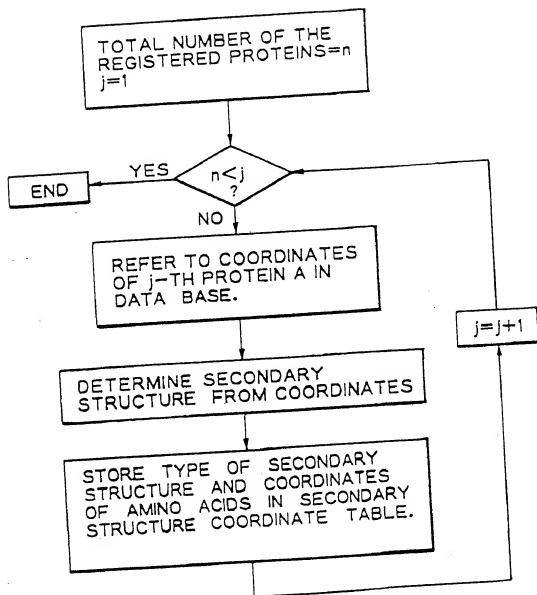 TOTAL NUMBER OF THE
REGISTERED PROTEINS=n
j=1
YES
n<j
?
END
NO
REFER TO COORDINATES
OF j-TH PROTEIN A IN
DATA BASE.
j=j+1
DETERMINE SECONDARY
STRUCTURE FROM COORDINATES
STORE TYPE OF SECONDARY
STRUCTURE AND COORDINATES
OF AMINO ACIDS IN SECONDARY
STRUCTURE COORDINATE TABLE.